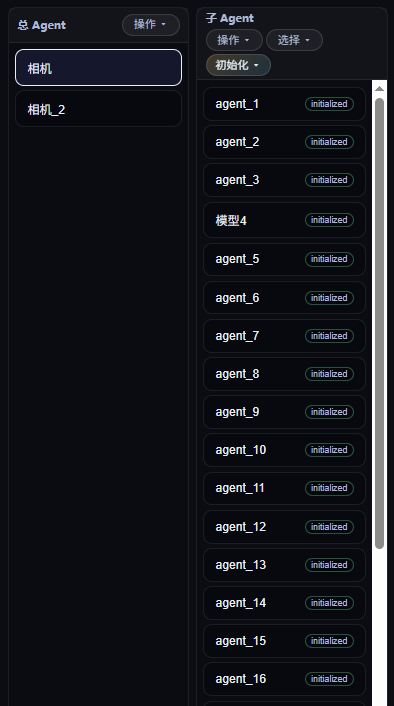 总 Agent
操作
相机
相机_2
子 Agent
操作
选择
初始化
agent_1 initialized
agent_2 initialized
agent_3 initialized
模型4 initialized
agent_5 initialized
agent_6 initialized
agent_7 initialized
agent_8 initialized
agent_9 initialized
agent_10 initialized
agent_11 initialized
agent_12 initialized
agent_13 initialized
agent_14 initialized
agent_15 initialized
agent_16 initialized